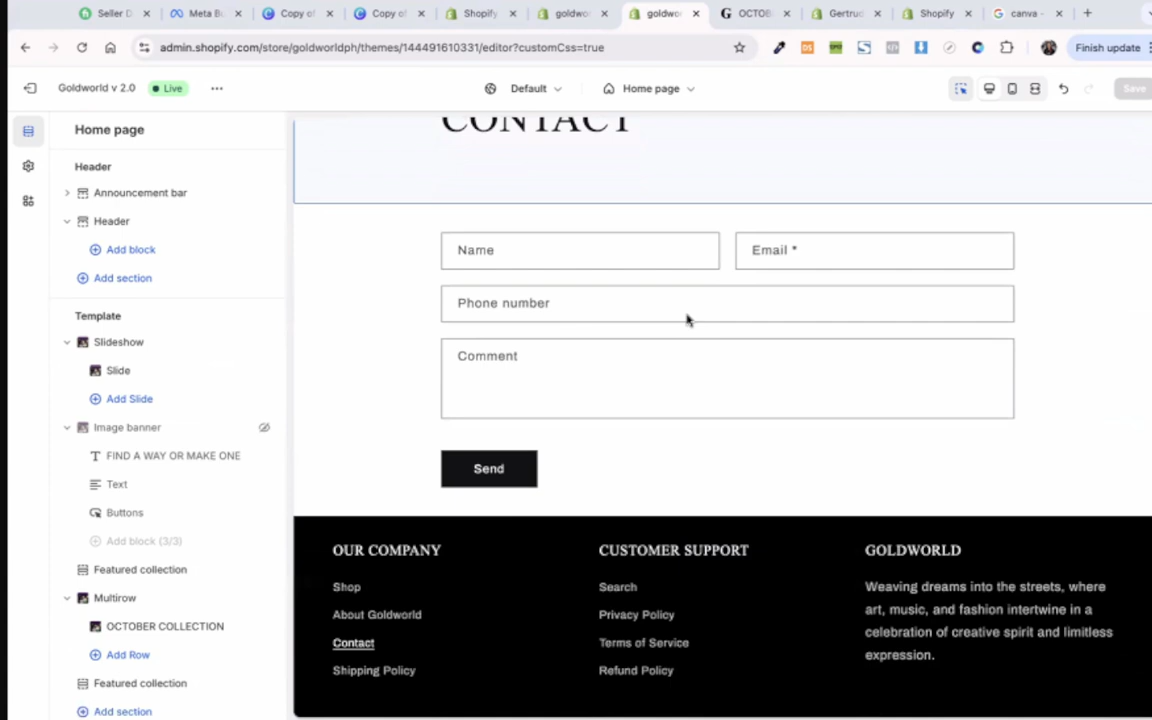 Seller D
Meta Bu
Copy of
Copy of
Shopify
goldwo
goldwo
OCTOB
Gertrud
Shopify
canva -
admin.shopify.com/store/goldworldph/themes/144491610331/editor?customCss=true
Finish update
Goldworld v 2.0
Live
Default
Home page
Save
Home page
Header
Announcement bar
Header
Add block
Add section
Template
Slideshow
Slide
Add Slide
Image banner
FIND A WAY OR MAKE ONE
Text
Buttons
Add block (3/3)
Featured collection
Multirow
OCTOBER COLLECTION
Add Row
Featured collection
Add section
CONTACT
Name
Email *
Phone number
Comment
Send
OUR COMPANY
Shop
About Goldworld
Contact
Shipping Policy
CUSTOMER SUPPORT
Search
Privacy Policy
Terms of Service
Refund Policy
GOLDWORLD
Weaving dreams into the streets, where
art, music, and fashion intertwine in a
celebration of creative spirit and limitless
expression.